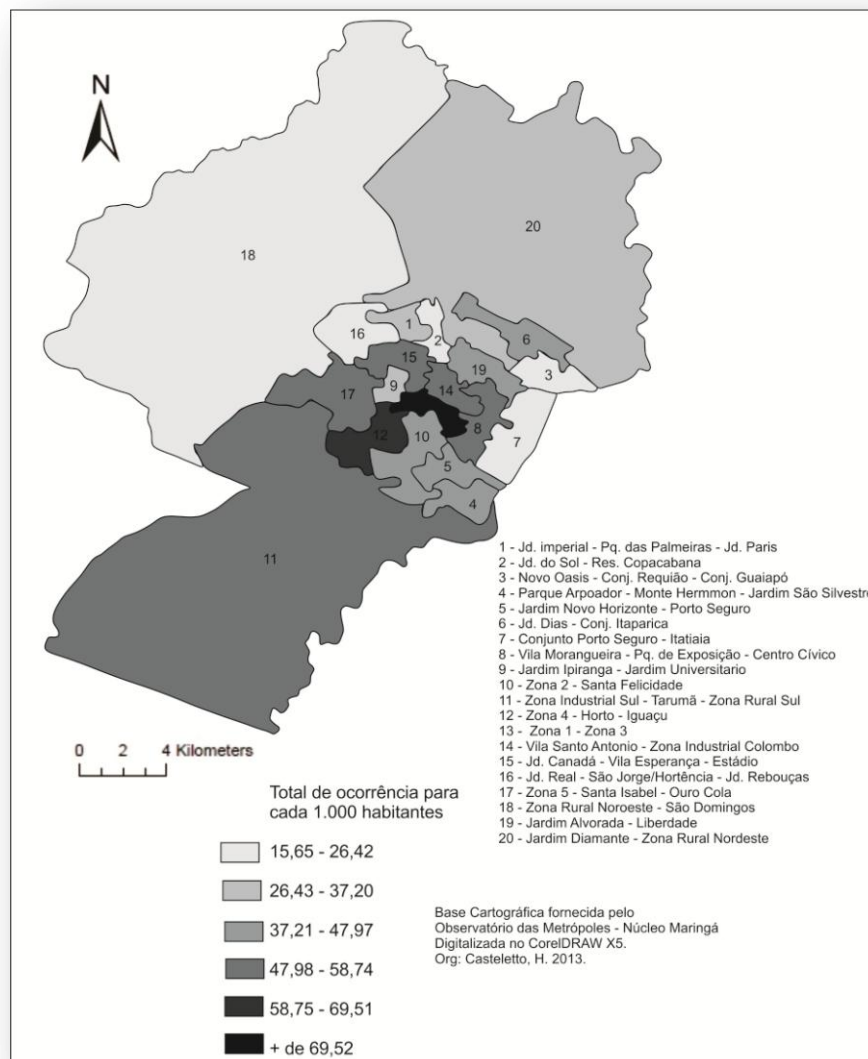 N
18
20
1
16
2
6
15
3
19
9
14
17
12
10
8
7
5
4
11
1 - Jd. imperial - Pq. das Palmeiras - Jd. Paris
2 - Jd. do Sol - Res. Copacabana
3 - Novo Oasis - Conj. Requião - Conj. Guaiapó
4 - Parque Arpoador - Monte Hermmon - Jardim São Silvestre
5 - Jardim Novo Horizonte - Porto Seguro
6 - Jd. Dias - Conj. Itaparica
7 - Conjunto Porto Seguro - Itatiaia
8 - Vila Morangueira - Pq. de Exposição - Centro Cívico
9 - Jardim Ipiranga - Jardim Universitario
10 - Zona 2 - Santa Felicidade
11 - Zona Industrial Sul - Tarumã - Zona Rural Sul
12 - Zona 4 - Horto - Iguaçu
13 - Zona 1 - Zona 3
14 - Vila Santo Antonio - Zona Industrial Colombo
15 - Jd. Canadá - Vila Esperança - Estádio
16 - Jd. Real - São Jorge/Hortência - Jd. Rebouças
17 - Zona 5 - Santa Isabel - Ouro Cola
18 - Zona Rural Noroeste - São Domingos
19 - Jardim Alvorada - Liberdade
20 - Jardim Diamante - Zona Rural Nordeste
0 2 4 Kilometers
Total de ocorrência para
cada 1.000 habitantes
15,65 - 26,42
26,43 - 37,20
37,21 - 47,97
47,98 - 58,74
58,75 - 69,51
+ de 69,52
Base Cartográfica fornecida pelo
Observatório das Metrópoles - Núcleo Maringá
Digitalizada no CorelDRAW X5.
Org: Casteletto, H. 2013.